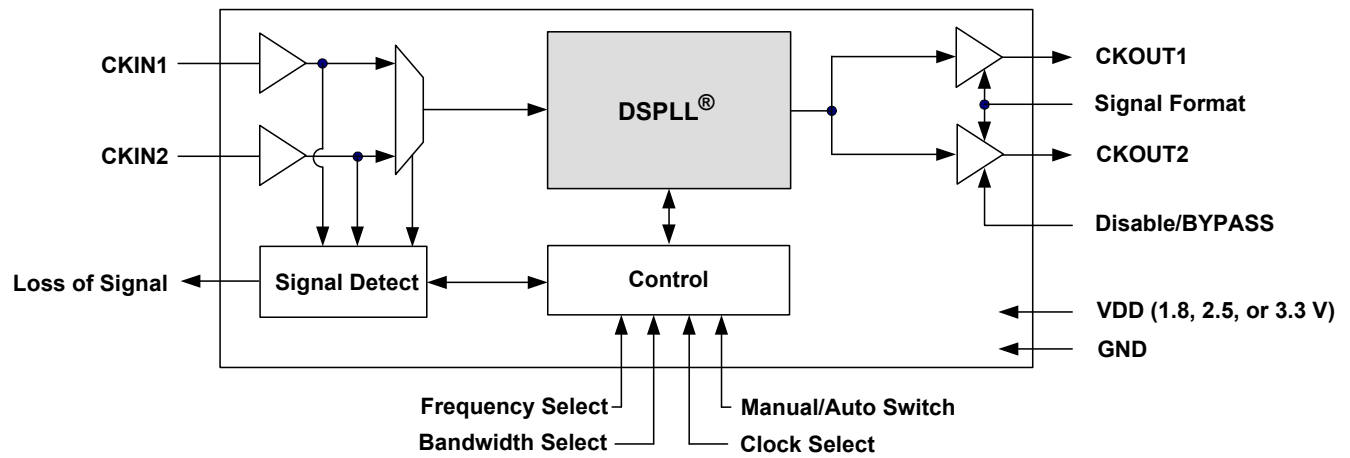 CKIN1
CKIN2
DSPLL®
CKOUT1
Signal Format
CKOUT2
Disable/BYPASS
Loss of Signal
Signal Detect
Control
VDD (1.8, 2.5, or 3.3 V)
GND
Frequency Select
Manual/Auto Switch
Bandwidth Select
Clock Select